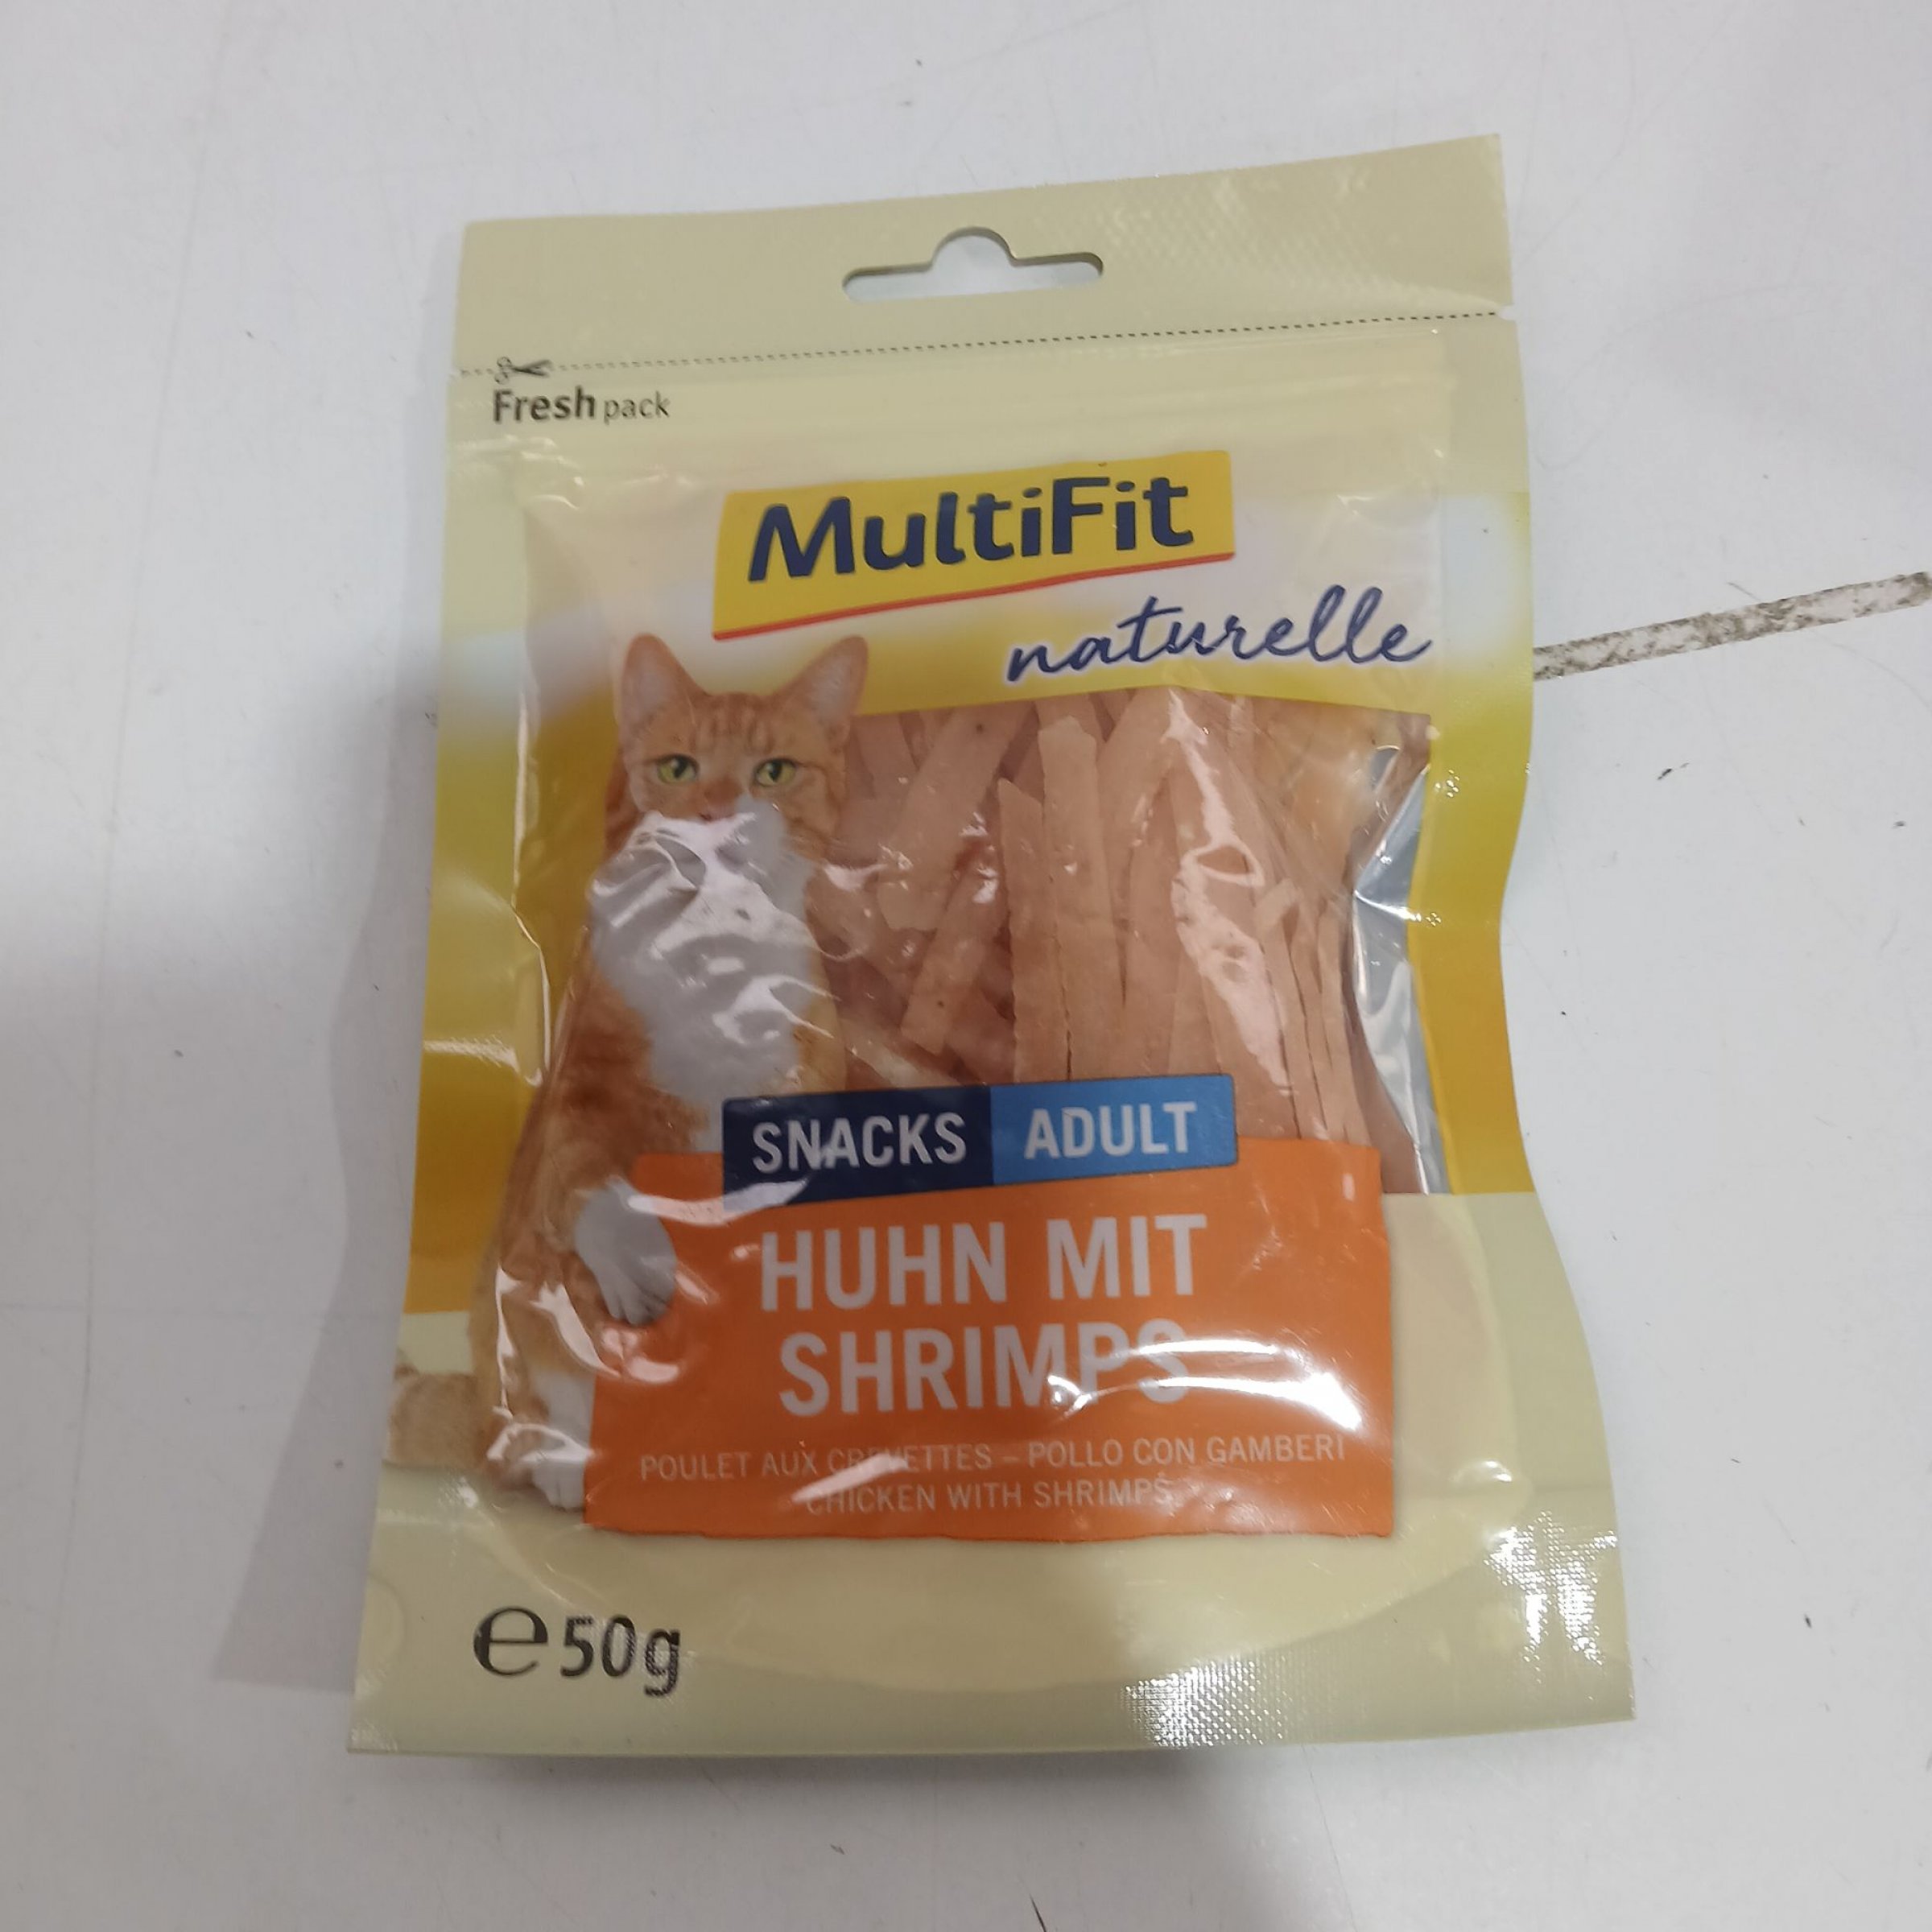 Fresh pack
MultiFit
naturelle
SNACKS ADULT
HUHN MIT
SHRIMPS
POULET AUX CREVETTES – POLLO CON GAMBERI
CHICKEN WITH SHRIMPS
℮50g